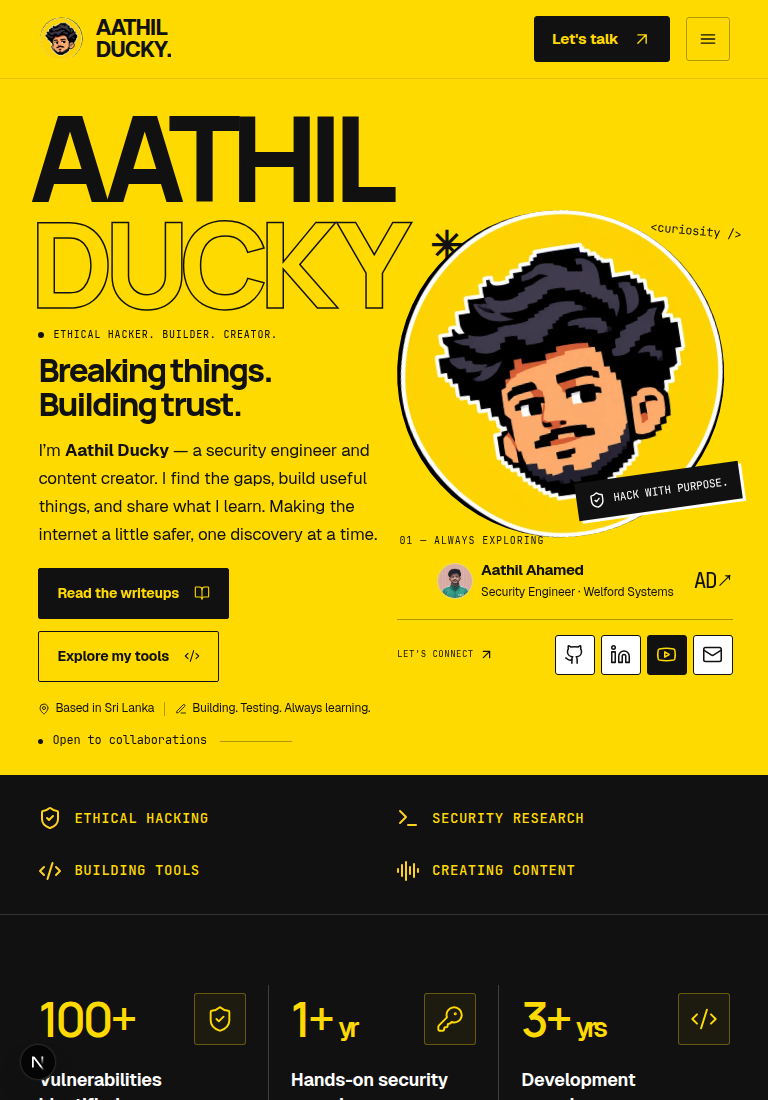 AATHIL
DUCKY.
Let's talk
AATHIL
DUCKY
<curiosity />
ETHICAL HACKER. BUILDER. CREATOR.
Breaking things.
Building trust.
I'm Aathil Ducky — a security engineer and
content creator. I find the gaps, build useful
things, and share what I learn. Making the
internet a little safer, one discovery at a time.
HACK WITH PURPOSE.
01 — ALWAYS EXPLORING
Aathil Ahamed
Security Engineer · Welford Systems
AD↗
Read the writeups
Explore my tools
LET'S CONNECT
Based in Sri Lanka
Building. Testing. Always learning.
Open to collaborations
ETHICAL HACKING
SECURITY RESEARCH
BUILDING TOOLS
CREATING CONTENT
100+
1+ yr
3+ yrs
N
Vulnerabilities
Hands-on security
Development